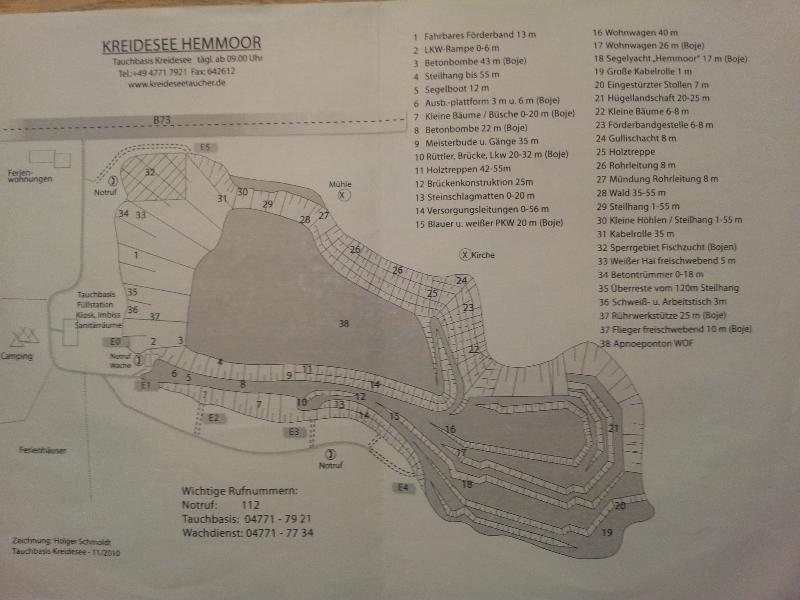 KREIDESEE HEMMOOR
Tauchbasis Kreidesee tägl. ab 09.00 Uhr
Tel.:+49 4771 7921 Fax: 642612
www.kreideseetaucher.de
1 Fahrbares Förderband 13 m
2 LKW-Rampe 0-6 m
3 Betonbombe 43 m (Boje)
4 Steilhang bis 55 m
5 Segelboot 12 m
6 Ausb.-plattform 3 m u. 6 m (Boje)
7 Kleine Bäume / Büsche 0-20 m (Boje)
8 Betonbombe 22 m (Boje)
9 Meisterbude u. Gänge 35 m
10 Rüttler, Brücke, Lkw 20-32 m (Boje)
11 Holztreppen 42-55m
12 Brückenkonstruktion 25m
13 Steinschlagmatten 0-20 m
14 Versorgungsleitungen 0-56 m
15 Blauer u. weißer PKW 20 m (Boje)
16 Wohnwagen 40 m
17 Wohnwagen 26 m (Boje)
18 Segelyacht „Hemmoor" 17 m (Boje)
19 Große Kabelrolle 1 m
20 Eingestürzter Stollen 7 m
21 Hügellandschaft 20-25 m
22 Kleine Bäume 6-8 m
23 Förderbandgestelle 6-8 m
24 Gullischacht 8 m
25 Holztreppe
26 Rohrleitung 8 m
27 Mündung Rohrleitung 8 m
28 Wald 35-55 m
29 Steilhang 1-55 m
30 Kleine Höhlen / Steilhang 1-55 m
31 Kabelrolle 35 m
32 Sperrgebiet Fischzucht (Bojen)
33 Weißer Hai freischwebend 5 m
34 Betontrümmer 0-18 m
35 Überreste vom 120m Steilhang
36 Schweiß- u. Arbeitstisch 3m
37 Rührwerkstütze 25 m (Boje)
37 Flieger freischwebend 10 m (Boje)
38 Apnoeponton WOF
B73
E5
Ferien-
wohnungen
Notruf
32
Mühle
X
31
30
29
28
27
34 33
26
26
X Kirche
1
25
24
23
22
35
36
37
38
Tauchbasis
Füllstation
Kiosk, Imbiss
Sanitärräume
E0
2
3
Camping
Notruf
Wache
E1
6
5
4
8
9
11
14
7
7
10
12
13
14
15
E2
E3
Notruf
E4
16
17
18
21
20
19
Ferienhäuser
Wichtige Rufnummern:
Notruf: 112
Tauchbasis: 04771 - 79 21
Wachdienst: 04771 - 77 34
Zeichnung: Holger Schmoldt
Tauchbasis Kreidesee - 11/2010